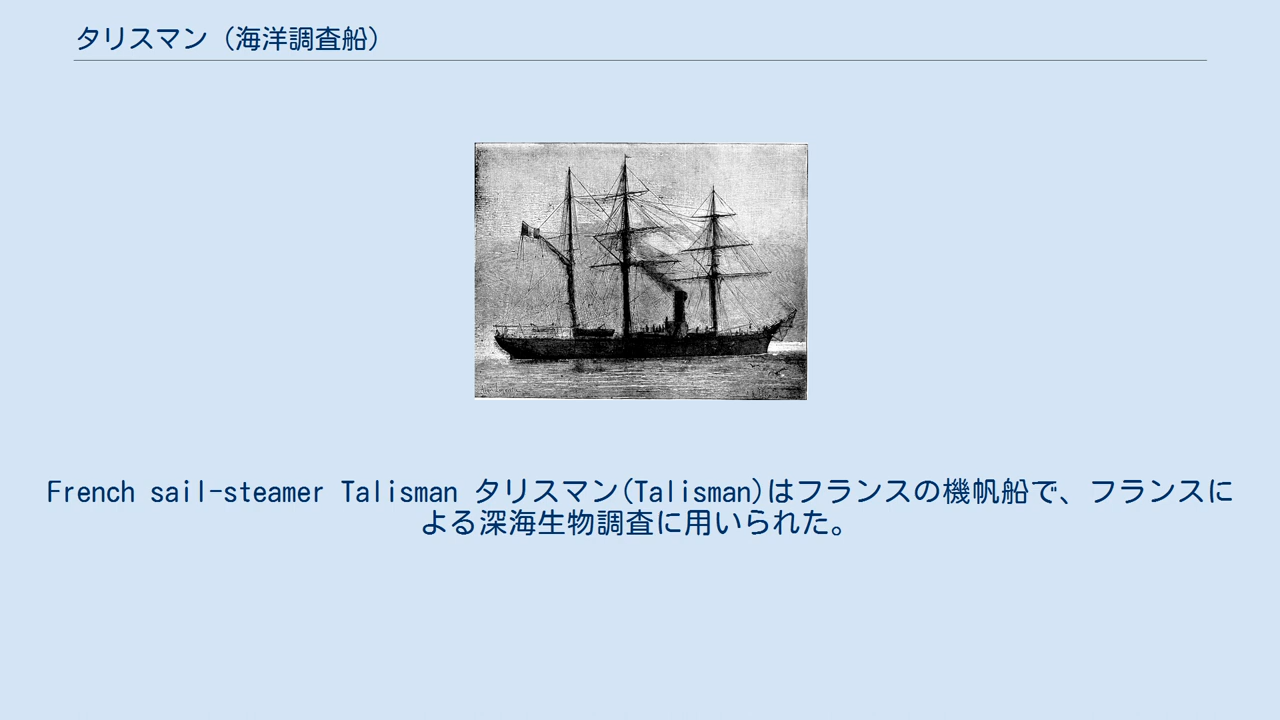 タリスマン（海洋調査船）
French sail-steamer Talisman タリスマン(Talisman)はフランスの機帆船で、フランスに
よる深海生物調査に用いられた。